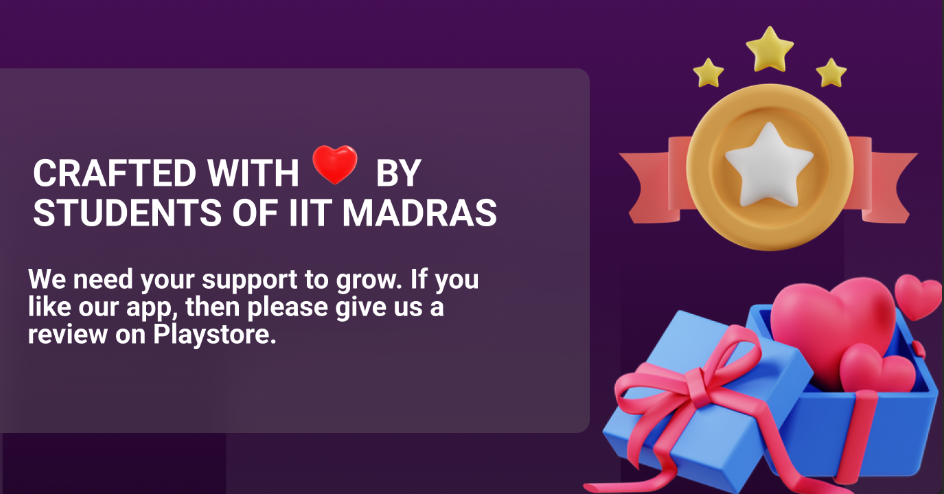 CRAFTED WITH ❤️ BY
STUDENTS OF IIT MADRAS
We need your support to grow. If you
like our app, then please give us a
review on Playstore.